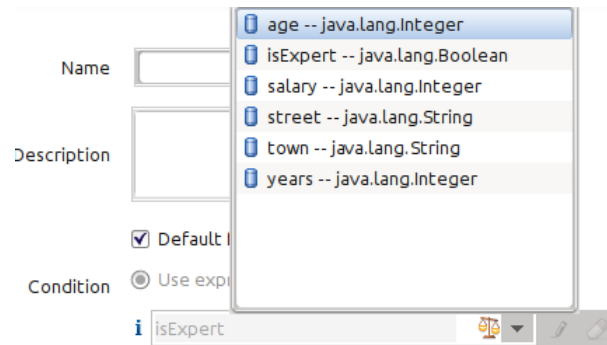 age -- java.lang.Integer
isExpert -- java.lang.Boolean
Name
salary -- java.lang.Integer
street -- java.lang.String
town -- java.lang.String
Description
years -- java.lang.Integer
Default
Condition
Use
i isExpert